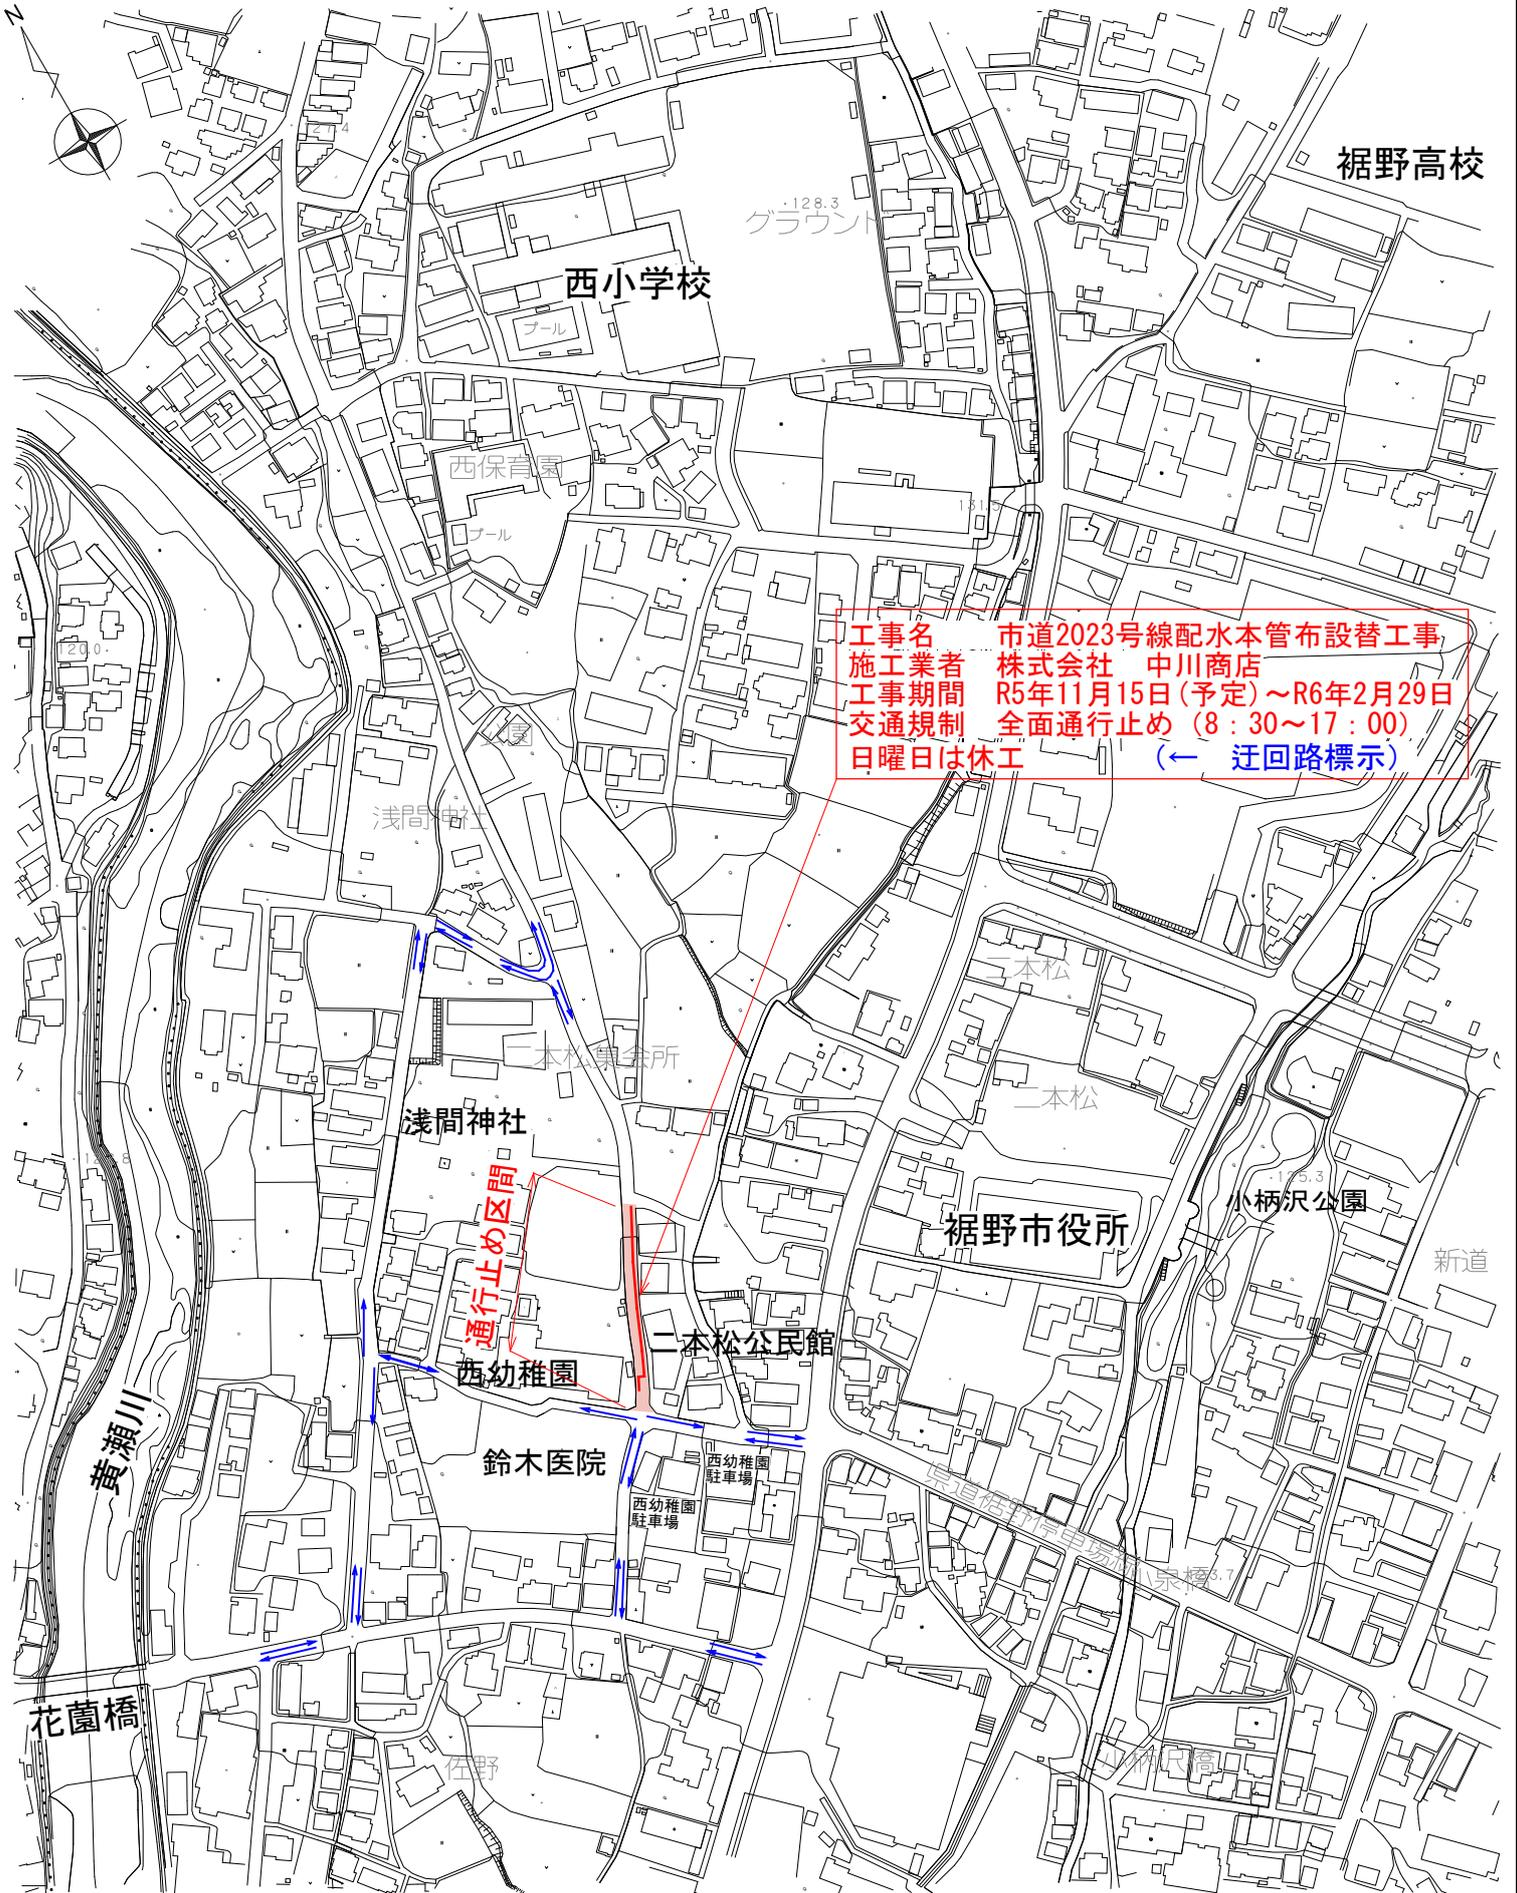 N
127.4
裾野高校
・128.3
グラウンド
西小学校
プール
西保育園
プール
131.5
120.0・
工事名　市道2023号線配水本管布設替工事
施工業者　株式会社　中川商店
工事期間　R5年11月15日(予定)～R6年2月29日
交通規制　全面通行止め（8：30～17：00）
日曜日は休工　（←　迂回路標示）
公園
浅間神社
二本松
二本松集会所
二本松
浅間神社
・125.3
小柄沢公園
通行止め区間
裾野市役所
新道
二本松公民館
西幼稚園
黄瀬川
鈴木医院
西幼稚園
駐車場
西幼稚園
駐車場
小泉橋
花園橋
佐野
小柄沢橋